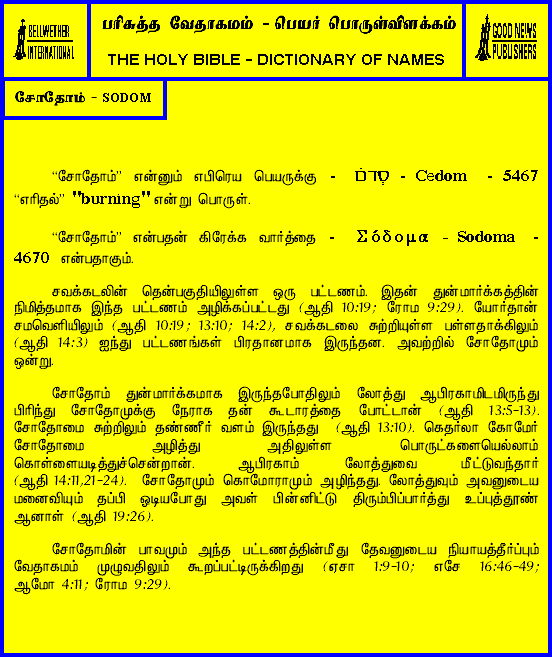 BELLWETHER
INTERNATIONAL
பரிசுத்த வேதாகமம் - பெயர் பொருள்விளக்கம்
THE HOLY BIBLE - DICTIONARY OF NAMES
GOOD NEWS
PUBLISHERS
சோதோம் - SODOM
“சோதோம்” என்னும் எபிரெய பெயருக்கு - סְדֹם - Cedom - 5467
“எரிதல்” "burning" என்று பொருள்.
“சோதோம்” என்பதன் கிரேக்க வார்த்தை - Σόδομα - Sodoma -
4670 என்பதாகும்.
சவக்கடலின் தென்பகுதியிலுள்ள ஒரு பட்டணம். இதன் துன்மார்க்கத்தின்
நிமித்தமாக இந்த பட்டணம் அழிக்கப்பட்டது (ஆதி 10:19; ரோம 9:29). யோர்தான்
சமவெளியிலும் (ஆதி 10:19; 13:10; 14:2), சவக்கடலை சுற்றியுள்ள பள்ளதாக்கிலும்
(ஆதி 14:3) ஐந்து பட்டணங்கள் பிரதானமாக இருந்தன. அவற்றில் சோதோமும்
ஒன்று.
சோதோம் துன்மார்க்கமாக இருந்தபோதிலும் லோத்து ஆபிரகாமிடமிருந்து
பிரிந்து சோதோமுக்கு நேராக தன் கூடாரத்தை போட்டான் (ஆதி 13:5-13).
சோதோமை சுற்றிலும் தண்ணீர் வளம் இருந்தது (ஆதி 13:10). கெதர்லா கோமேர்
சோதோமை அழித்து அதிலுள்ள பொருட்களையெல்லாம்
கொள்ளையடித்துச்சென்றான். ஆபிரகாம் லோத்துவை மீட்டுவந்தார்
(ஆதி 14:11,21-24). சோதோமும் கொமோராமும் அழிந்தது. லோத்துவும் அவனுடைய
மனைவியும் தப்பி ஓடியபோது அவள் பின்னிட்டு திரும்பிப்பார்த்து உப்புத்தூண்
ஆனாள் (ஆதி 19:26).
சோதோமின் பாவமும் அந்த பட்டணத்தின்மீது தேவனுடைய நியாயத்தீர்ப்பும்
வேதாகமம் முழுவதிலும் கூறப்பட்டிருக்கிறது (ஏசா 1:9-10; எசே 16:46-49;
ஆமோ 4:11; ரோம 9:29).